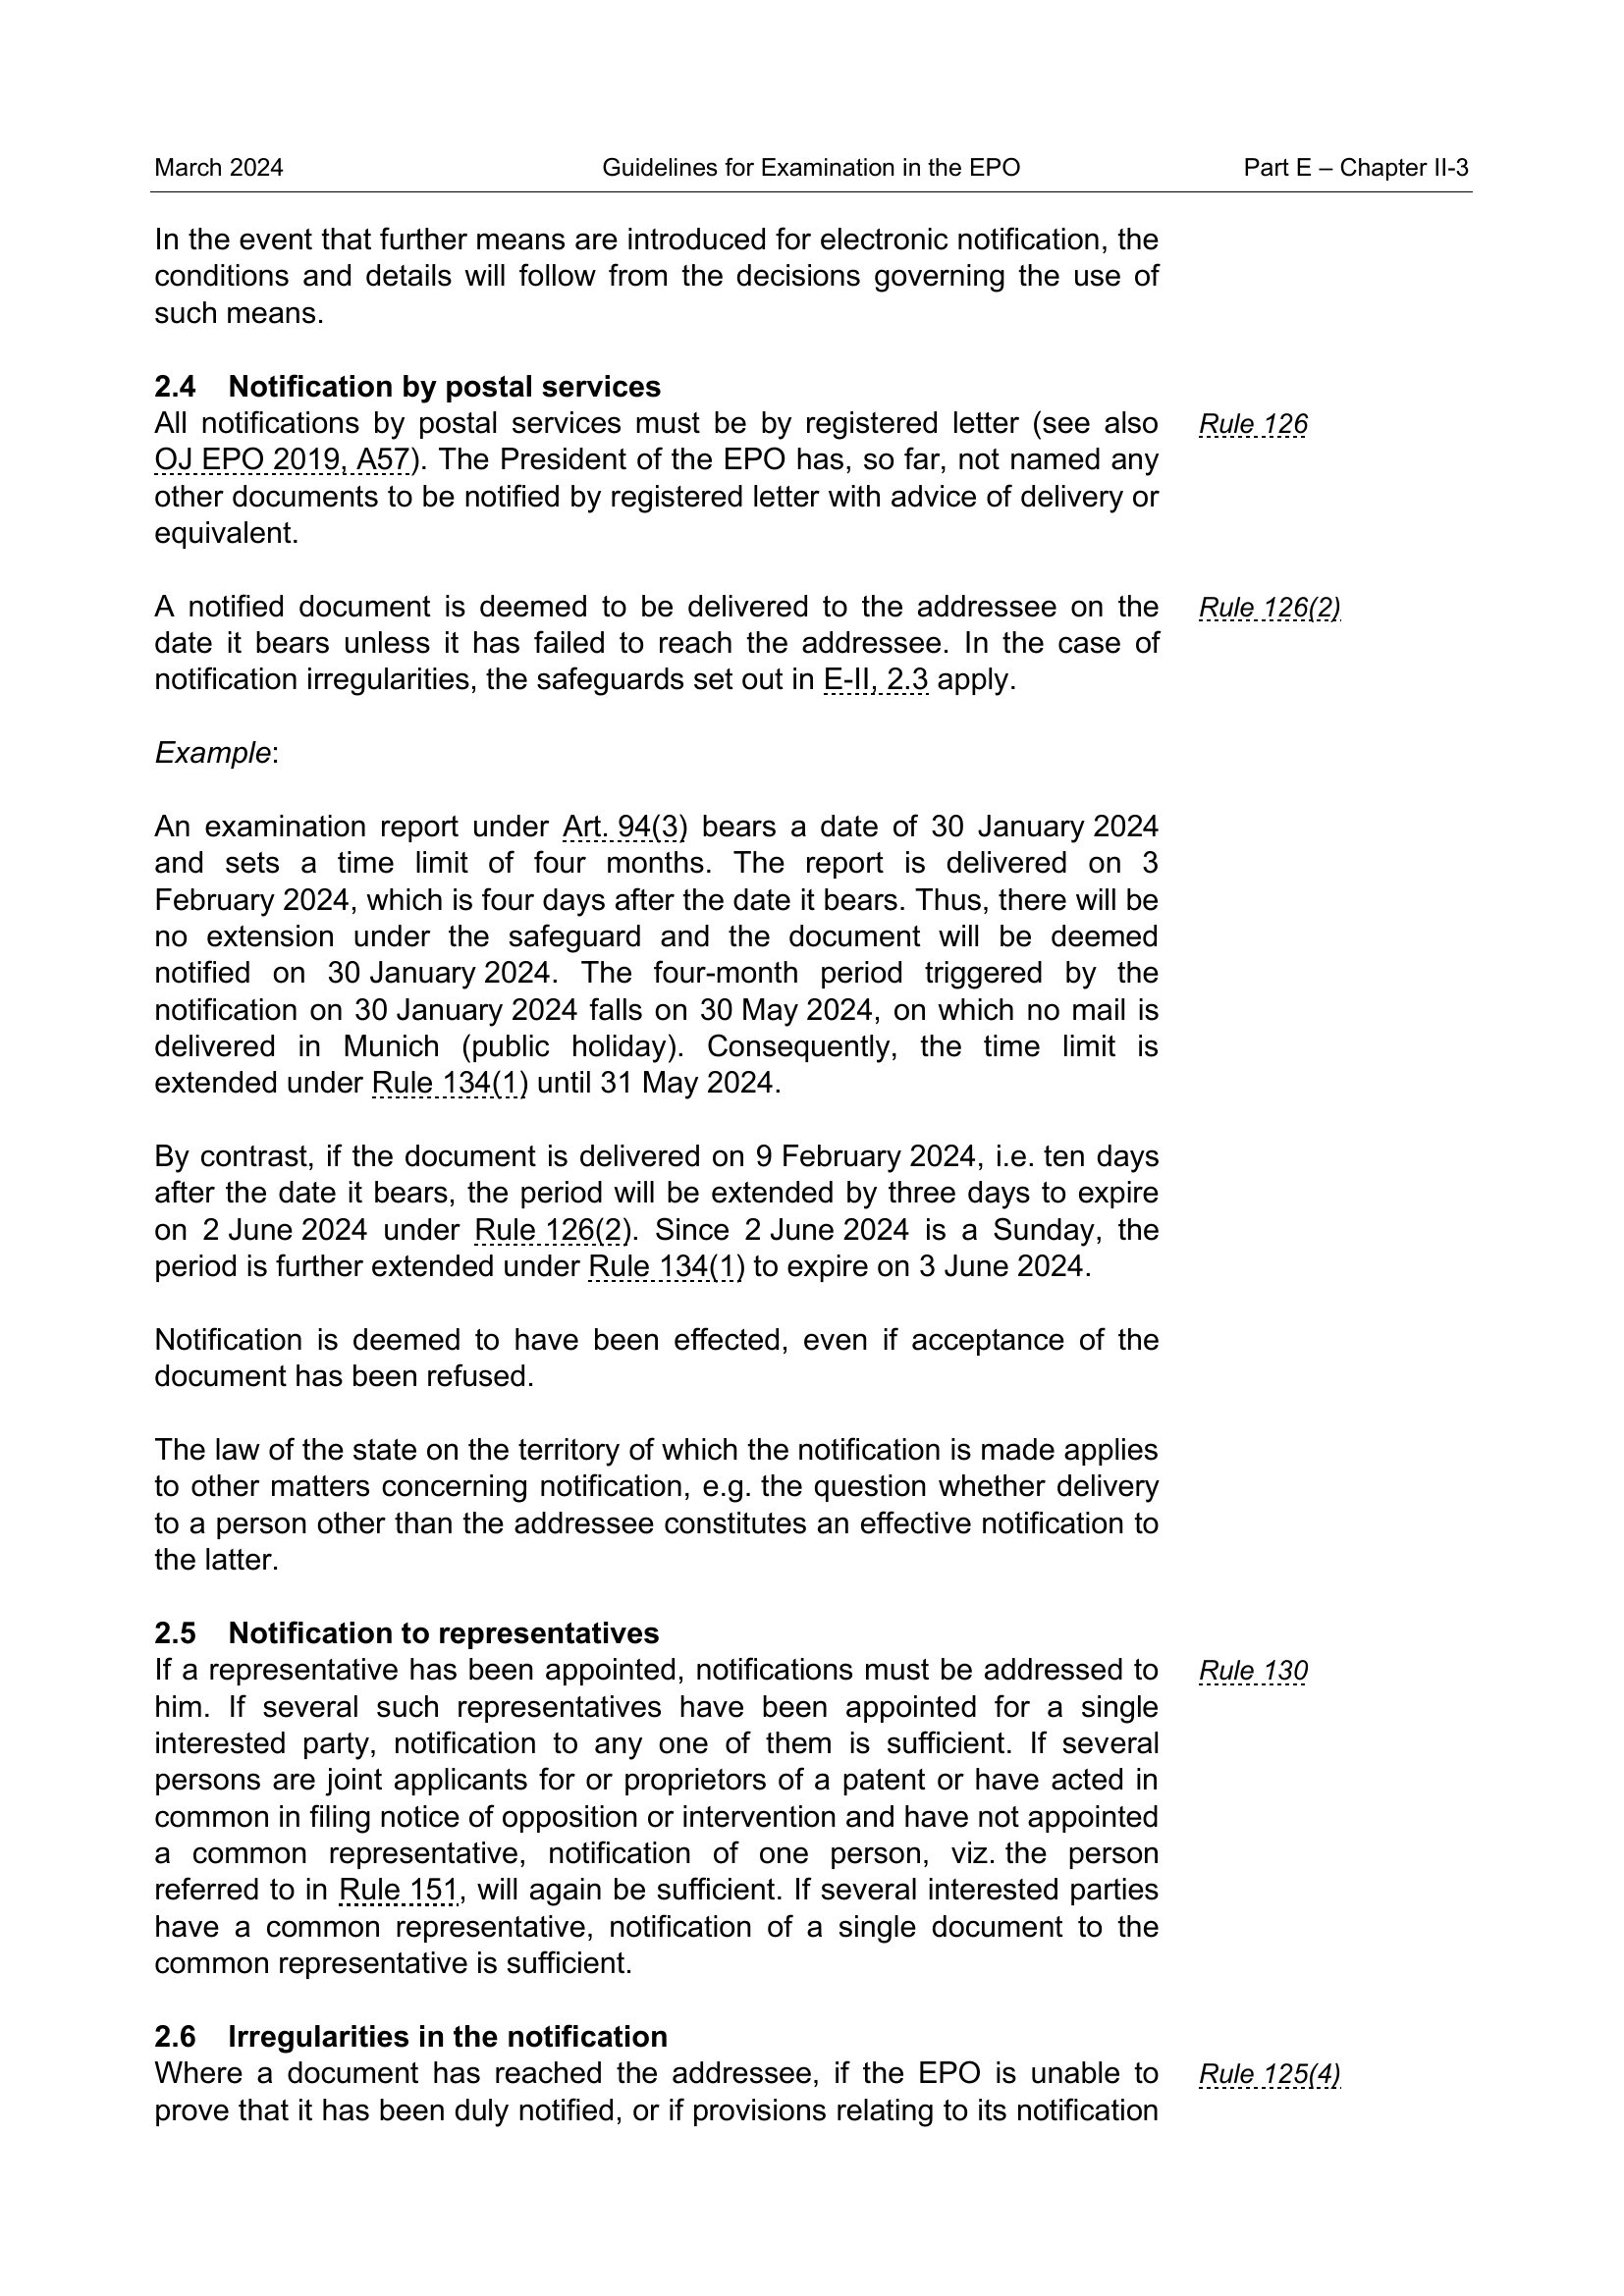 March 2024 Guidelines for Examination in the EPO Part E – Chapter II-3
In the event that further means are introduced for electronic notification, the
conditions and details will follow from the decisions governing the use of
such means.
2.4 Notification by postal services
All notifications by postal services must be by registered letter (see also Rule 126
OJ EPO 2019, A57). The President of the EPO has, so far, not named any
other documents to be notified by registered letter with advice of delivery or
equivalent.
A notified document is deemed to be delivered to the addressee on the Rule 126(2)
date it bears unless it has failed to reach the addressee. In the case of
notification irregularities, the safeguards set out in E-II, 2.3 apply.
Example:
An examination report under Art. 94(3) bears a date of 30 January 2024
and sets a time limit of four months. The report is delivered on 3
February 2024, which is four days after the date it bears. Thus, there will be
no extension under the safeguard and the document will be deemed
notified on 30 January 2024. The four-month period triggered by the
notification on 30 January 2024 falls on 30 May 2024, on which no mail is
delivered in Munich (public holiday). Consequently, the time limit is
extended under Rule 134(1) until 31 May 2024.
By contrast, if the document is delivered on 9 February 2024, i.e. ten days
after the date it bears, the period will be extended by three days to expire
on 2 June 2024 under Rule 126(2). Since 2 June 2024 is a Sunday, the
period is further extended under Rule 134(1) to expire on 3 June 2024.
Notification is deemed to have been effected, even if acceptance of the
document has been refused.
The law of the state on the territory of which the notification is made applies
to other matters concerning notification, e.g. the question whether delivery
to a person other than the addressee constitutes an effective notification to
the latter.
2.5 Notification to representatives
If a representative has been appointed, notifications must be addressed to Rule 130
him. If several such representatives have been appointed for a single
interested party, notification to any one of them is sufficient. If several
persons are joint applicants for or proprietors of a patent or have acted in
common in filing notice of opposition or intervention and have not appointed
a common representative, notification of one person, viz. the person
referred to in Rule 151, will again be sufficient. If several interested parties
have a common representative, notification of a single document to the
common representative is sufficient.
2.6 Irregularities in the notification
Where a document has reached the addressee, if the EPO is unable to Rule 125(4)
prove that it has been duly notified, or if provisions relating to its notification